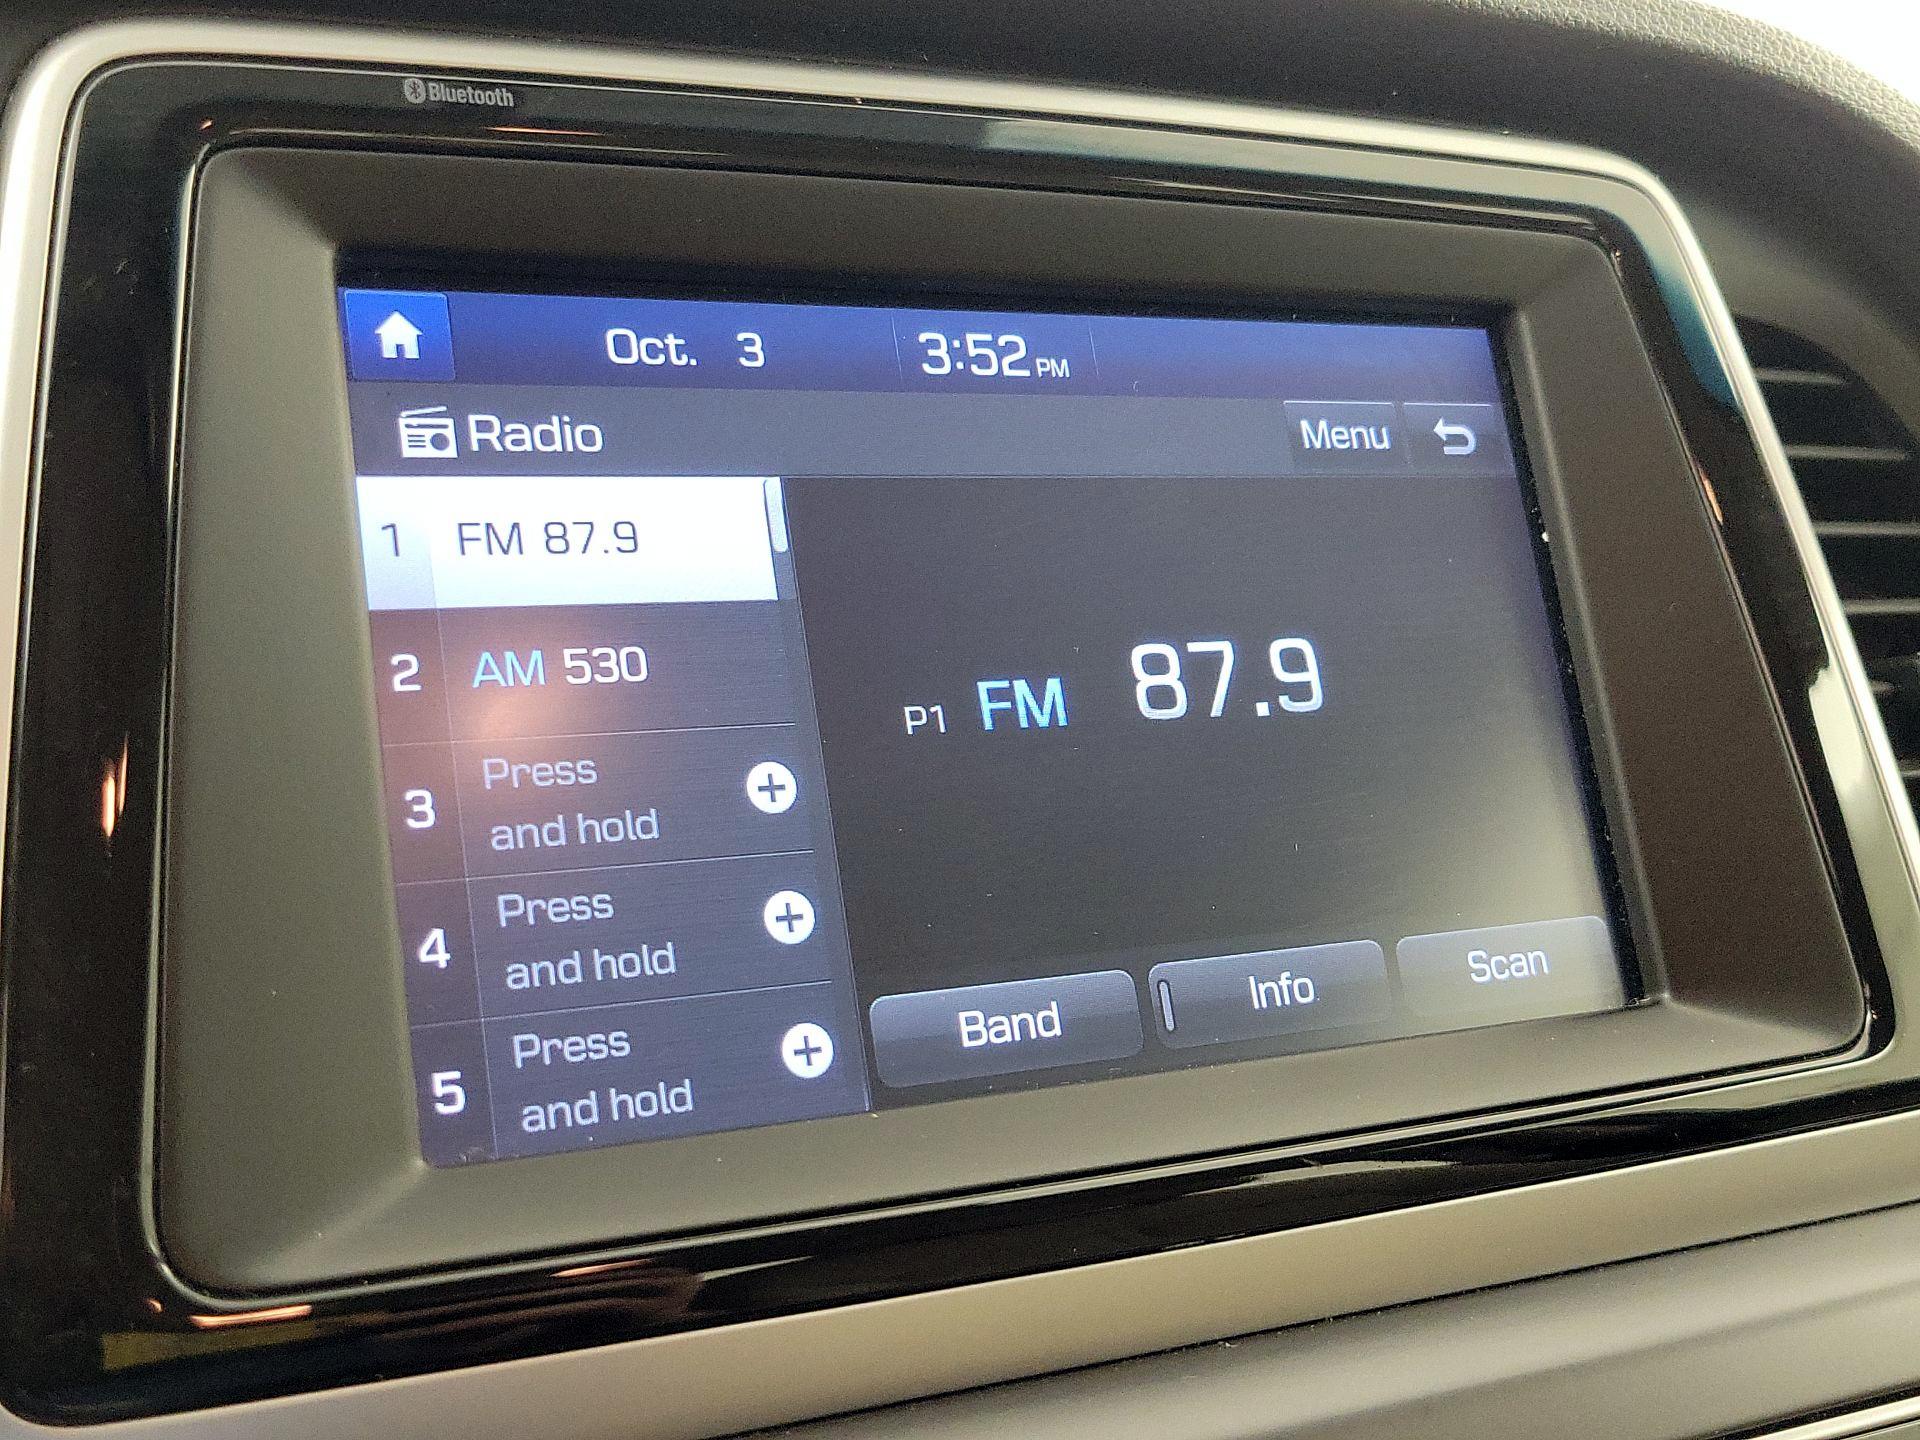 Bluetooth
Oct. 3 3:52 PM
Radio Menu
1 FM 87.9
2 AM 530
P1 FM 87.9
3 Press
and hold
4 Press
and hold
5 Press
and hold
Band Info Scan